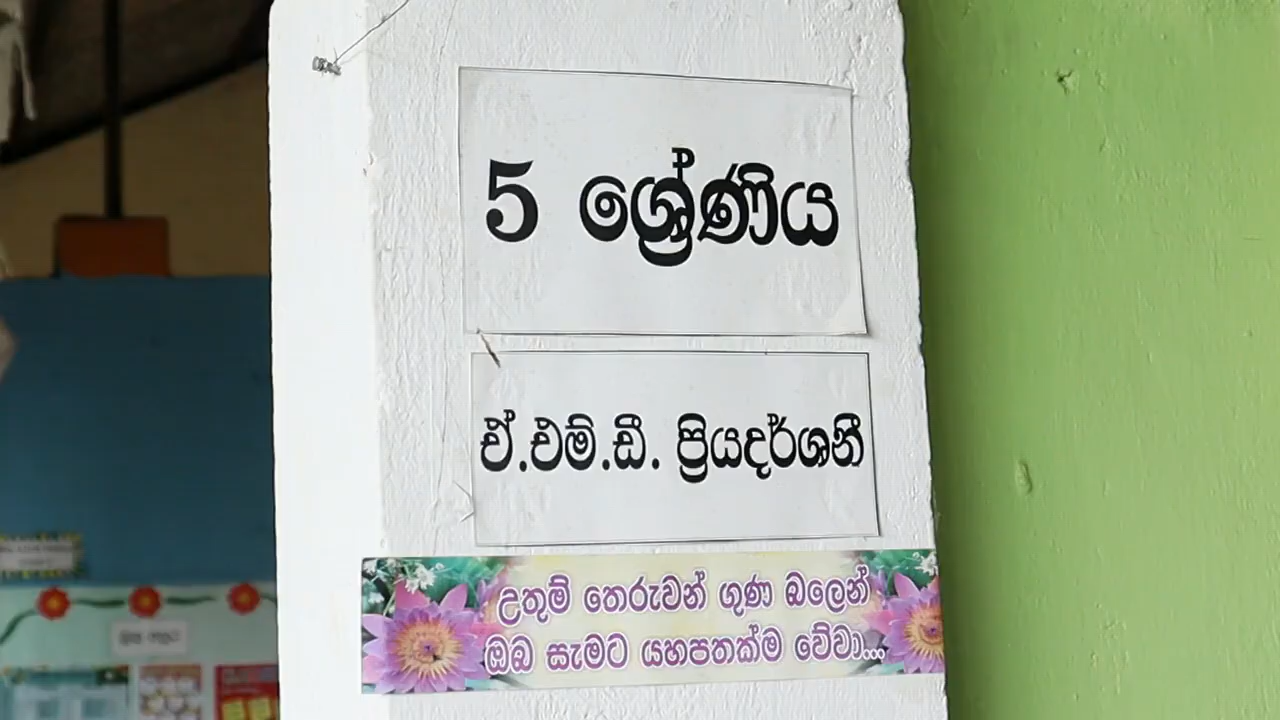 5 ශ්‍රේණිය
ඒ.එම්.ඩී. ප්‍රියදර්ශනී
උතුම් තෙරුවන් ගුණ බලෙන්
ඔබ සැමට යහපතක්ම වේවා...